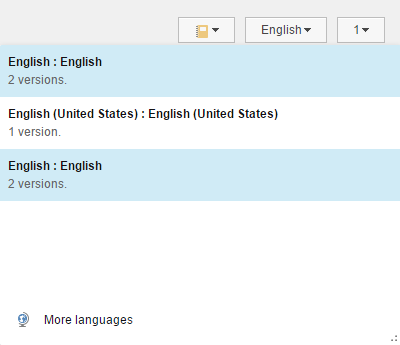 English 1
English : English
2 versions.
English (United States) : English (United States)
1 version.
English : English
2 versions.
More languages